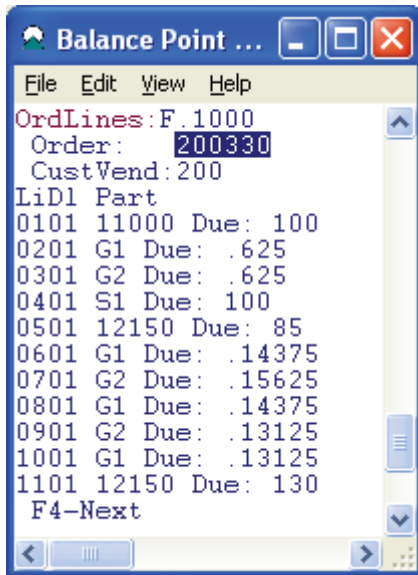 Balance Point ...
File Edit View Help
OrdLines:F.1000
Order: 200330
CustVend:200
LiDl Part
0101 11000 Due: 100
0201 G1 Due: .625
0301 G2 Due: .625
0401 S1 Due: 100
0501 12150 Due: 85
0601 G1 Due: .14375
0701 G2 Due: .15625
0801 G1 Due: .14375
0901 G2 Due: .13125
1001 G1 Due: .13125
1101 12150 Due: 130
F4-Next